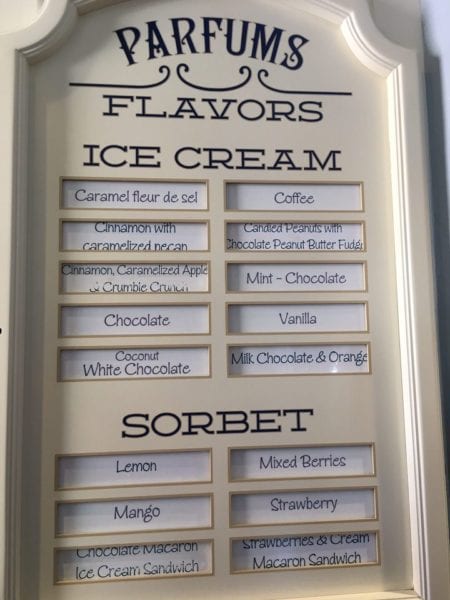 PARFUMS
FLAVORS
ICE CREAM
Caramel fleur de sel
Coffee
Cinnamon with
caramelized pecan
Candied Peanuts with
Chocolate Peanut Butter Fudge
Cinnamon, Caramelized Apple
& Crumble Crunch
Mint - Chocolate
Chocolate
Vanilla
Coconut
White Chocolate
Milk Chocolate & Orange
SORBET
Lemon
Mixed Berries
Mango
Strawberry
Chocolate Macaron
Ice Cream Sandwich
Strawberries & Cream
Macaron Sandwich